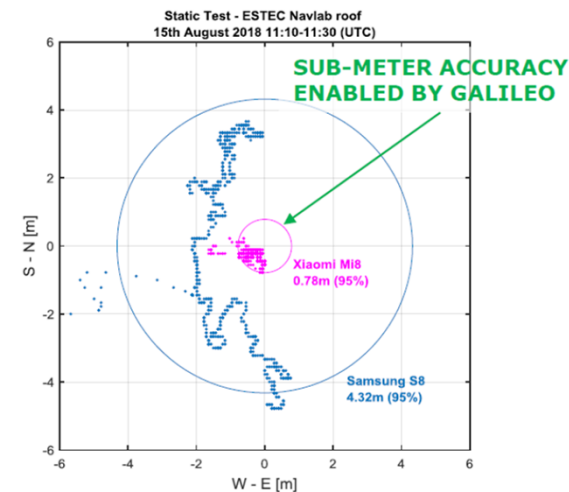 Static Test - ESTEC Navlab roof
15th August 2018 11:10-11:30 (UTC)
SUB-METER ACCURACY
ENABLED BY GALILEO
6
4
2
0
-2
-4
-6
S - N [m]
Xiaomi Mi8
0.78m (95%)
Samsung S8
4.32m (95%)
-6
-4
-2
0
2
4
6
W - E [m]